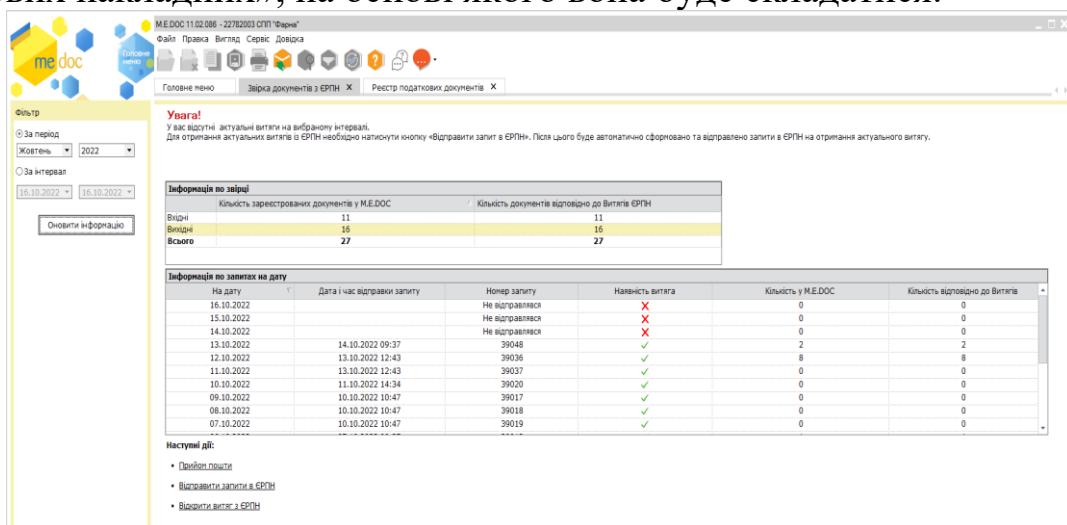 вих накладних», на основі якого вона буде складатися.
M.E.DOC 11.02.086 - 22782003 СПП "Фарна"
Файл Правка Вигляд Сервіс Довідка
me doc
Головне меню
Головне меню Звірка документів з ЄРПН X Реєстр податкових документів X
Фільтр
За період
Жовтень 2022
За інтервал
16.10.2022 16.10.2022
Оновити інформацію
Увага!
У вас відсутні актуальні витяги на вибраному інтервалі.
Для отримання актуальних витягів із ЄРПН необхідно натиснути кнопку «Відправити запит в ЄРПН». Після цього буде автоматично сформовано та відправлено запити в ЄРПН на отримання актуального витягу.
Інформація по звірці
Кількість зареєстрованих документів у M.E.DOC Кількість документів відповідно до Витягів ЄРПН
Вхідні 11 11
Вихідні 16 16
Всього 27 27
Інформація по запитах на дату
На дату Дата і час відправки запиту Номер запиту Наявність витяга Кількість у M.E.DOC Кількість відповідно до Витягів
16.10.2022 Не відправлявся 0 0
15.10.2022 Не відправлявся 0 0
14.10.2022 Не відправлявся 0 0
13.10.2022 14.10.2022 09:37 39048 2 2
12.10.2022 13.10.2022 12:43 39036 8 8
11.10.2022 13.10.2022 12:43 39037 0 0
10.10.2022 11.10.2022 14:34 39020 0 0
09.10.2022 10.10.2022 10:47 39017 0 0
08.10.2022 10.10.2022 10:47 39018 0 0
07.10.2022 10.10.2022 10:47 39019 0 0
Наступні дії:
• Прийом пошти
• Відправити запити в ЄРПН
• Відкрити витяг з ЄРПН